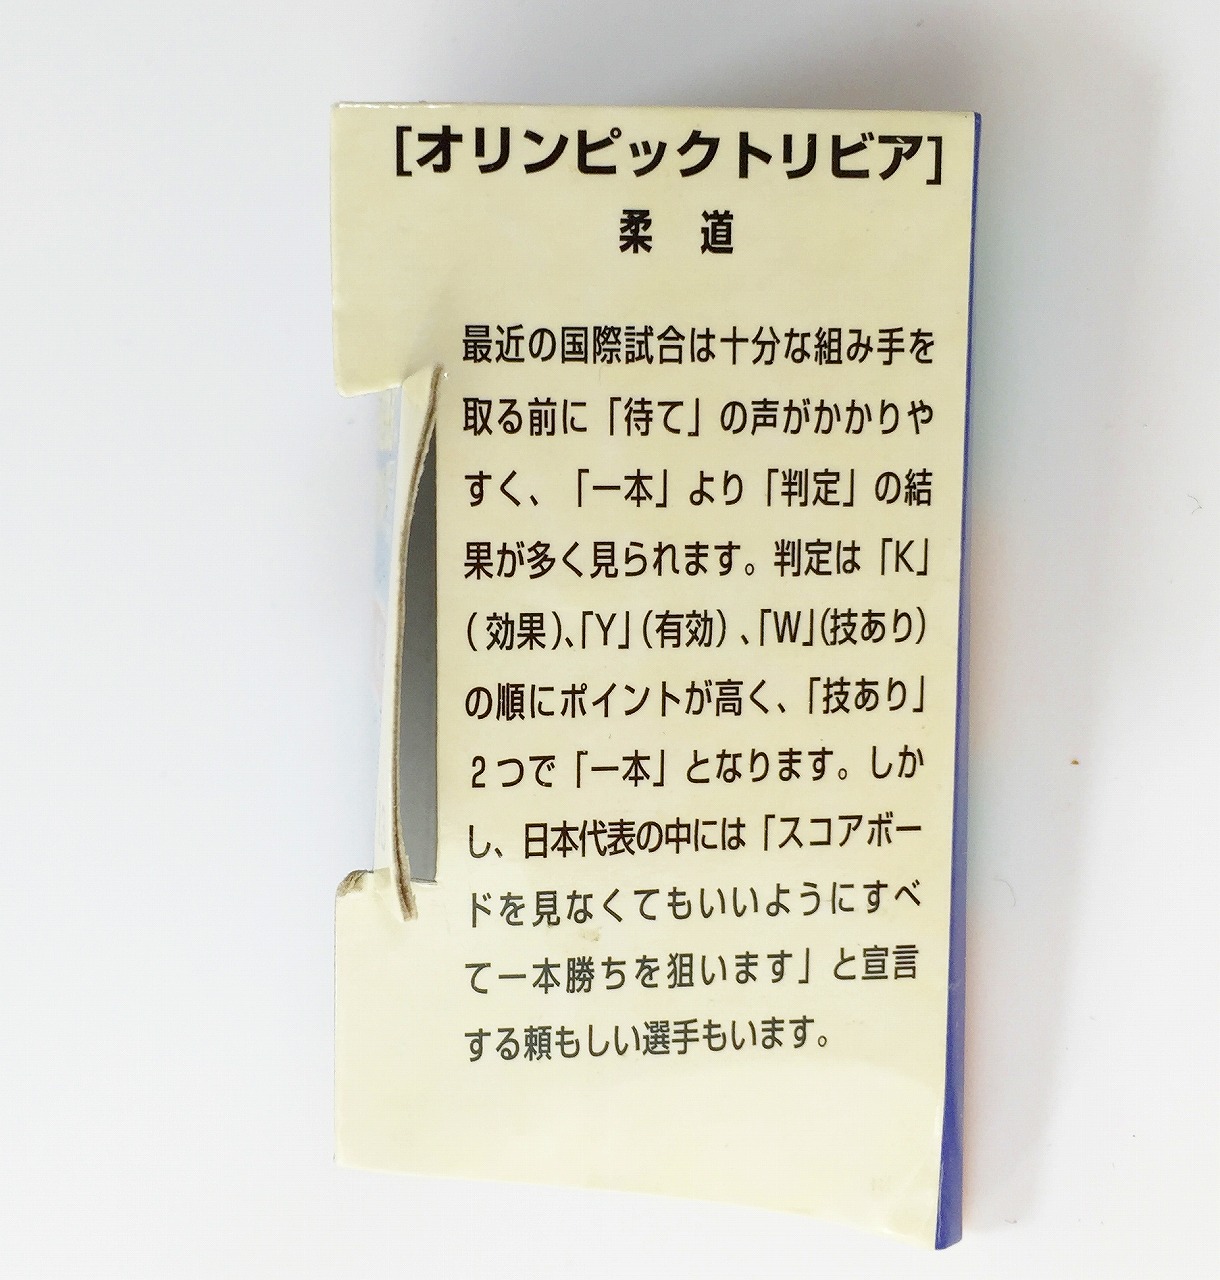 [オリンピックトリビア]
柔 道
最近の国際試合は十分な組み手を
取る前に「待て」の声がかかりや
すく、「一本」より「判定」の結
果が多く見られます。判定は「K」
(効果)、「Y」(有効)、「W」(技あり)
の順にポイントが高く、「技あり」
2つで「一本」となります。しか
し、日本代表の中には「スコアボー
ドを見なくてもいいようにすべ
て一本勝ちを狙います」と宣言
する頼もしい選手もいます。